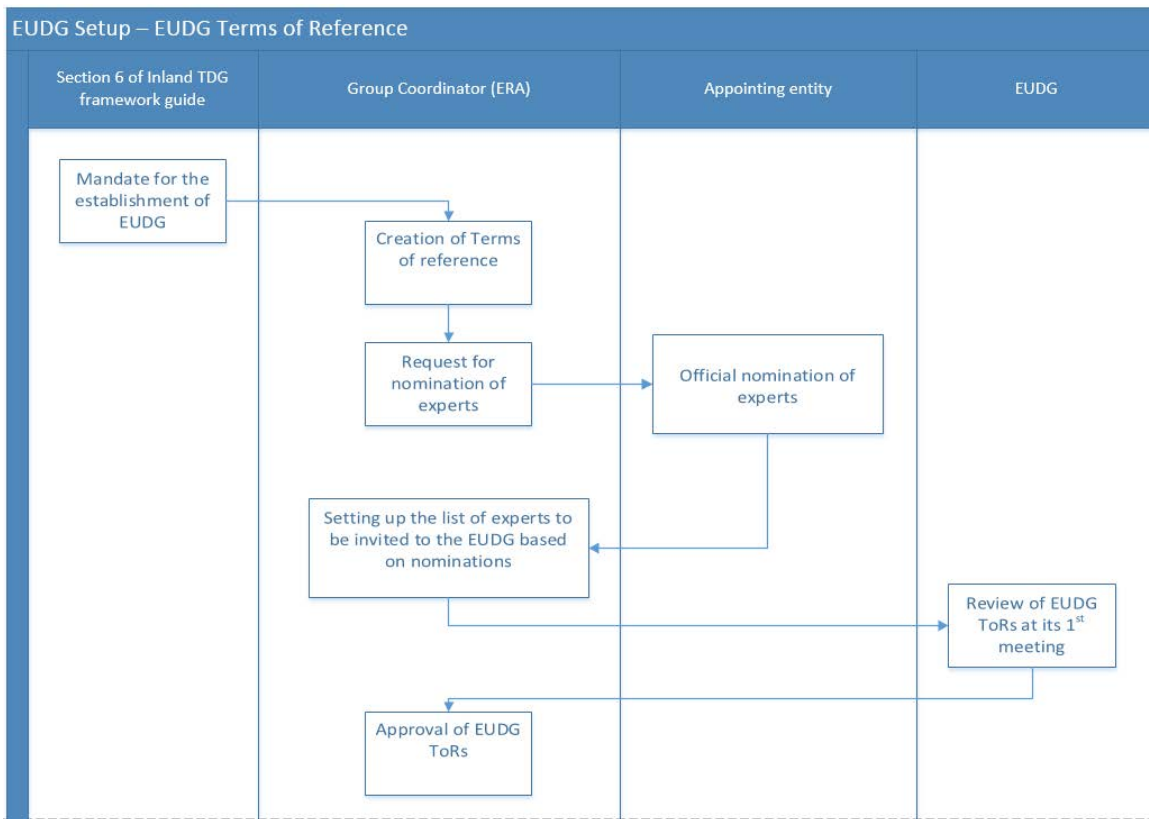 EUDG Setup – EUDG Terms of Reference
Section 6 of Inland TDG
framework guide
Group Coordinator (ERA)
Appointing entity
EUDG
Mandate for the
establishment of
EUDG
Creation of Terms
of reference
Request for
nomination of
experts
Official nomination of
experts
Setting up the list of experts to
be invited to the EUDG based
on nominations
Review of EUDG
ToRs at its 1st
meeting
Approval of EUDG
ToRs